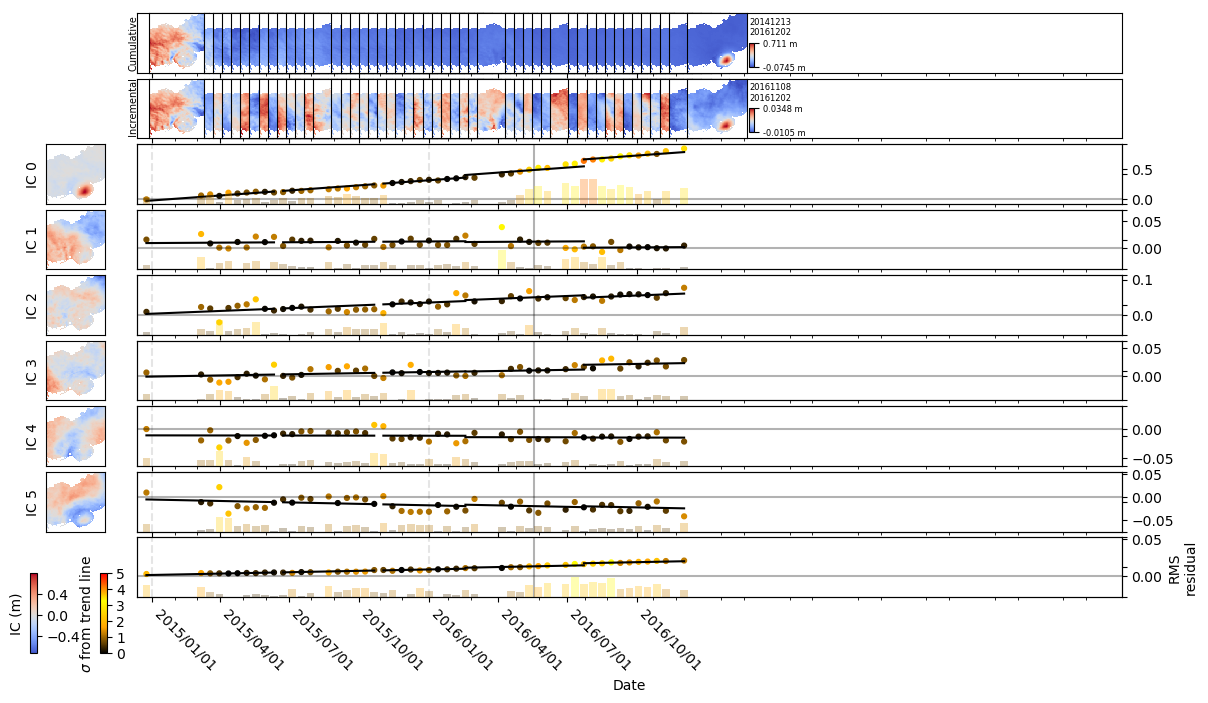 Cumulative
20141213
20161202
0.711 m
-0.0745 m
Incremental
20161108
20161202
0.0348 m
-0.0105 m
IC 0
0.5
0.0
IC 1
0.05
0.00
IC 2
0.1
0.0
IC 3
0.05
0.00
IC 4
0.00
−0.05
IC 5
0.05
0.00
−0.05
0.05
0.00
RMS
residual
IC (m)
0.4
0.0
−0.4
σ from trend line
5
4
3
2
1
0
2015/01/01
2015/04/01
2015/07/01
2015/10/01
2016/01/01
2016/04/01
2016/07/01
2016/10/01
Date